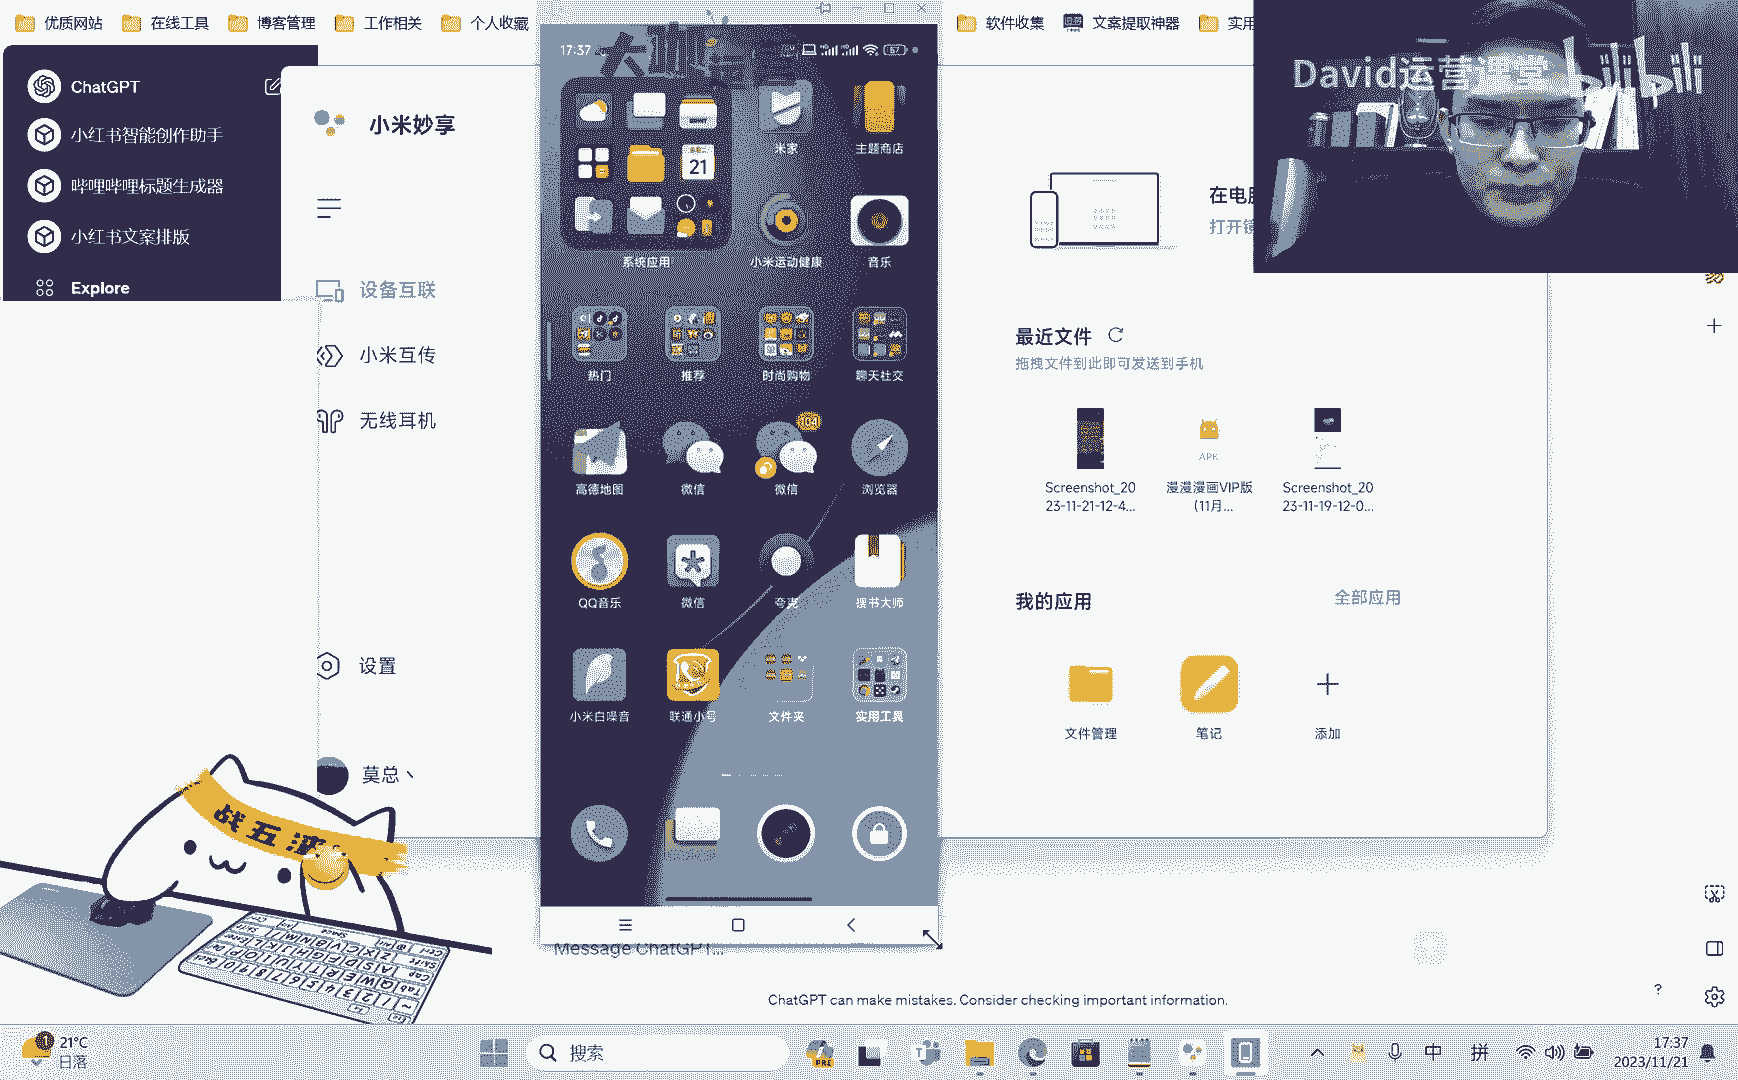 优质网站
在线工具
博客管理
工作相关
个人收藏
软件收集
文案提取神器
ChatGPT
小红书智能创作助手
哔哩哔哩标题生成器
小红书文案排版
Explore
小米妙享
设备互联
小米互传
无线耳机
设置
莫总丶
17:37
67
21
系统应用
米家
主题商店
小米运动健康
音乐
热门
推荐
时尚购物
聊天社交
104
高德地图
微信
微信
浏览器
QQ音乐
微信
夸克
搜书大师
小米白噪音
联通小号
文件夹
实用工具
David运营课堂
bilibili
最近文件
拖拽文件到此即可发送到手机
Screenshot_20
23-11-21-12-4...
APK
漫漫漫画VIP版
（11月...
Screenshot_20
23-11-19-12-0...
我的应用
全部应用
文件管理
笔记
添加
战五渣
Message ChatGPT...
ChatGPT can make mistakes. Consider checking important information.
?
1
21°C
日落
搜索
PRE
中
拼
17:37
2023/11/21